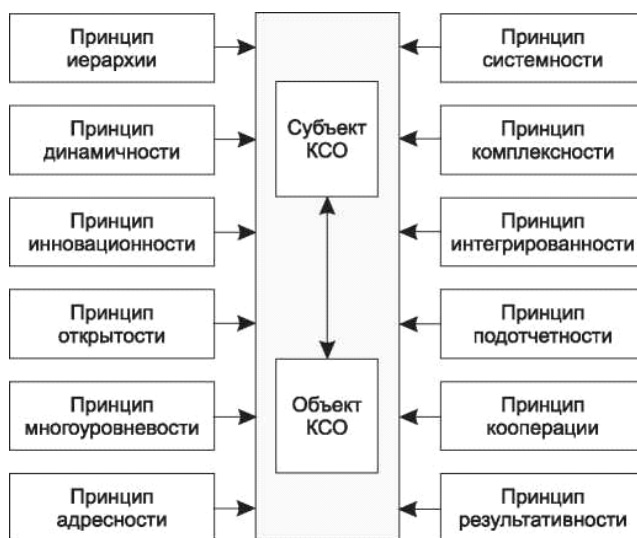 Принцип
иерархии
Принцип
динамичности
Принцип
инновационности
Принцип
открытости
Принцип
многоуровневости
Принцип
адресности
Субъект
КСО
Объект
КСО
Принцип
системности
Принцип
комплексности
Принцип
интегрированности
Принцип
подотчетности
Принцип
кооперации
Принцип
результативности